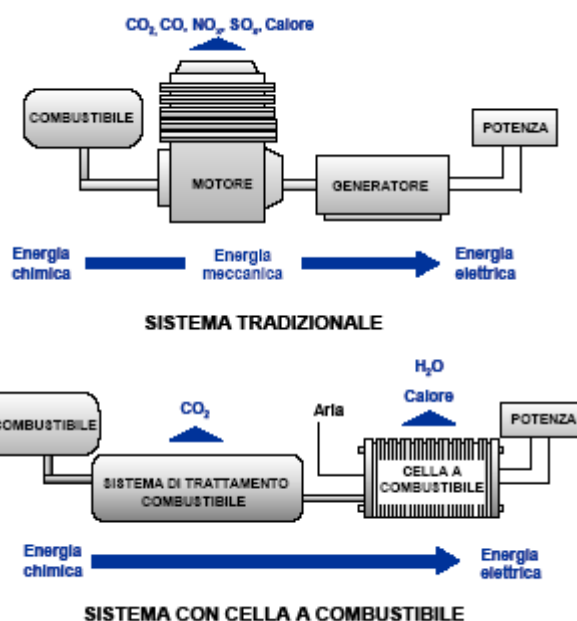 CO₂, CO, NOₓ, SOₓ, Calore
COMBUSTIBILE
MOTORE
GENERATORE
POTENZA
Energia
chimica
Energia
meccanica
Energia
elettrica
SISTEMA TRADIZIONALE
COMBUSTIBILE
CO₂
SISTEMA DI TRATTAMENTO
COMBUSTIBILE
Aria
H₂O
Calore
CELLA A
COMBUSTIBILE
POTENZA
Energia
chimica
Energia
elettrica
SISTEMA CON CELLA A COMBUSTIBILE